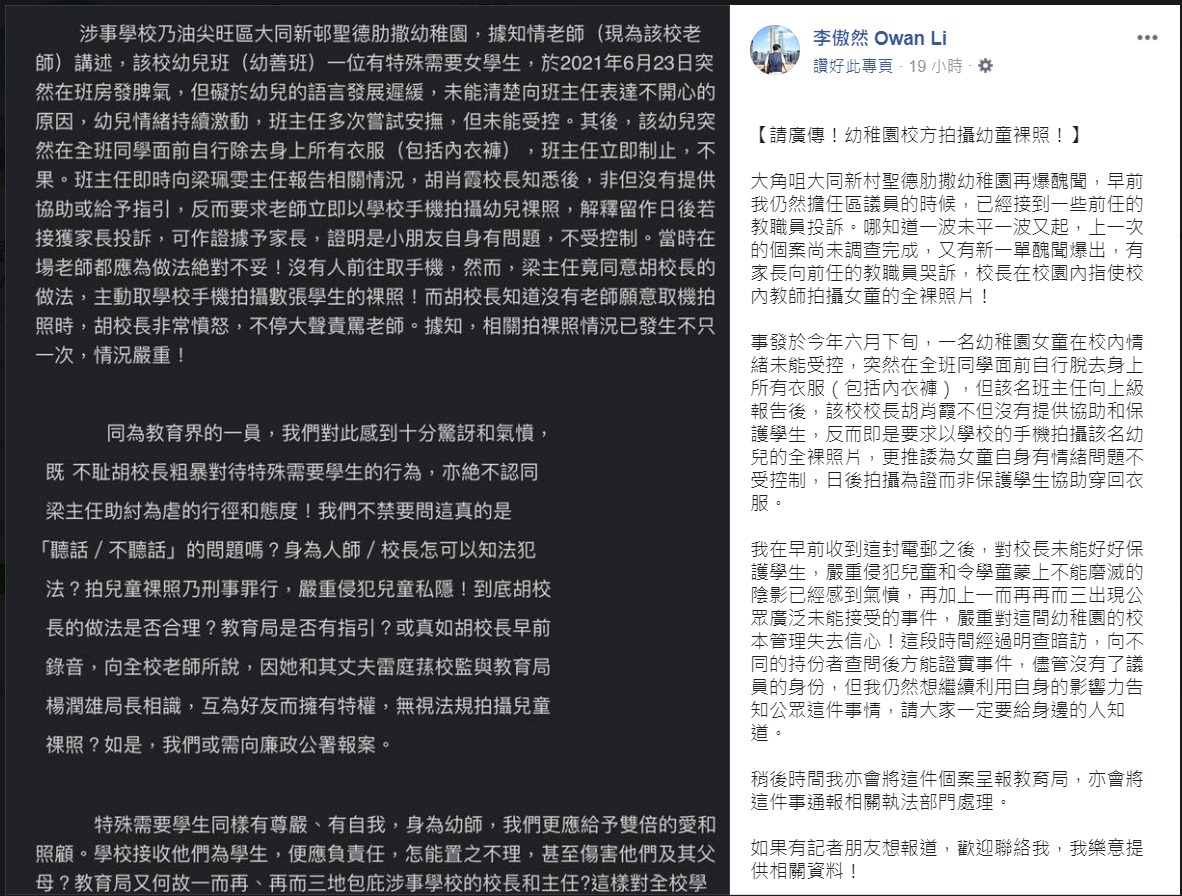 涉事學校乃油尖旺區大同新邨聖德肋撒幼稚園，據知情老師（現為該校老
師）講述，該校幼兒班（幼善班）一位有特殊需要女學生，於2021年6月23日突
然在班房發脾氣，但礙於幼兒的語言發展遲緩，未能清楚向班主任表達不開心的
原因，幼兒情緒持續激動，班主任多次嘗試安撫，但未能受控。其後，該幼兒突
然在全班同學面前自行除去身上所有衣服（包括內衣褲），班主任立即制止，不
果。班主任即時向梁珮雯主任報告相關情況，胡肖霞校長知悉後，非但沒有提供
協助或給予指引，反而要求老師立即以學校手機拍攝幼兒祼照，解釋留作日後若
接獲家長投訴，可作證據予家長，證明是小朋友自身有問題，不受控制。當時在
場老師都應為做法絕對不妥！沒有人前往取手機，然而，梁主任竟同意胡校長的
做法，主動取學校手機拍攝數張學生的祼照！而胡校長知道沒有老師願意取機拍
照時，胡校長非常憤怒，不停大聲責罵老師。據知，相關拍祼照情況已發生不只
一次，情況嚴重！
同為教育界的一員，我們對此感到十分驚訝和氣憤，
既 不恥胡校長粗暴對待特殊需要學生的行為，亦絶不認同
梁主任助紂為虐的行徑和態度！我們不禁要問這真的是
「聽話 / 不聽話」的問題嗎？身為人師 / 校長怎可以知法犯
法？拍兒童祼照乃刑事罪行，嚴重侵犯兒童私隱！到底胡校
長的做法是否合理？教育局是否有指引？或真如胡校長早前
錄音，向全校老師所說，因她和其丈夫雷庭蓀校監與教育局
楊潤雄局長相識，互為好友而擁有特權，無視法規拍攝兒童
祼照？如是，我們或需向廉政公署報案。
特殊需要學生同樣有尊嚴、有自我，身為幼師，我們更應給予雙倍的愛和
照顧。學校接收他們為學生，便應負責任，怎能置之不理，甚至傷害他們及其父
母？教育局又何故一而再、再而三地包庇涉事學校的校長和主任?這樣對全校學
李傲然 Owan Li
讚好此專頁 · 19 小時 ·
【請廣傳！幼稚園校方拍攝幼童裸照！】
大角咀大同新村聖德肋撒幼稚園再爆醜聞，早前
我仍然擔任區議員的時候，已經接到一些前任的
教職員投訴。哪知道一波未平一波又起，上一次
的個案尚未調查完成，又有新一單醜聞爆出，有
家長向前任的教職員哭訴，校長在校園內指使校
內教師拍攝女童的全裸照片！
事發於今年六月下旬，一名幼稚園女童在校內情
緒未能受控，突然在全班同學面前自行脫去身上
所有衣服（包括內衣褲），但該名班主任向上級
報告後，該校校長胡肖霞不但沒有提供協助和保
護學生，反而即是要求以學校的手機拍攝該名幼
兒的全裸照片，更推諉為女童自身有情緒問題不
受控制，日後拍攝為證而非保護學生協助穿回衣
服。
我在早前收到這封電郵之後，對校長未能好好保
護學生，嚴重侵犯兒童和令學童蒙上不能磨滅的
陰影已經感到氣憤，再加上一而再再而三出現公
眾廣泛未能接受的事件，嚴重對這間幼稚園的校
本管理失去信心！這段時間經過明查暗訪，向不
同的持份者查問後方能證實事件，儘管沒有了議
員的身份，但我仍然想繼續利用自身的影響力告
知公眾這件事情，請大家一定要給身邊的人知
道。
稍後時間我亦會將這件個案呈報教育局，亦會將
這件事通報相關執法部門處理。
如果有記者朋友想報道，歡迎聯絡我，我樂意提
供相關資料！